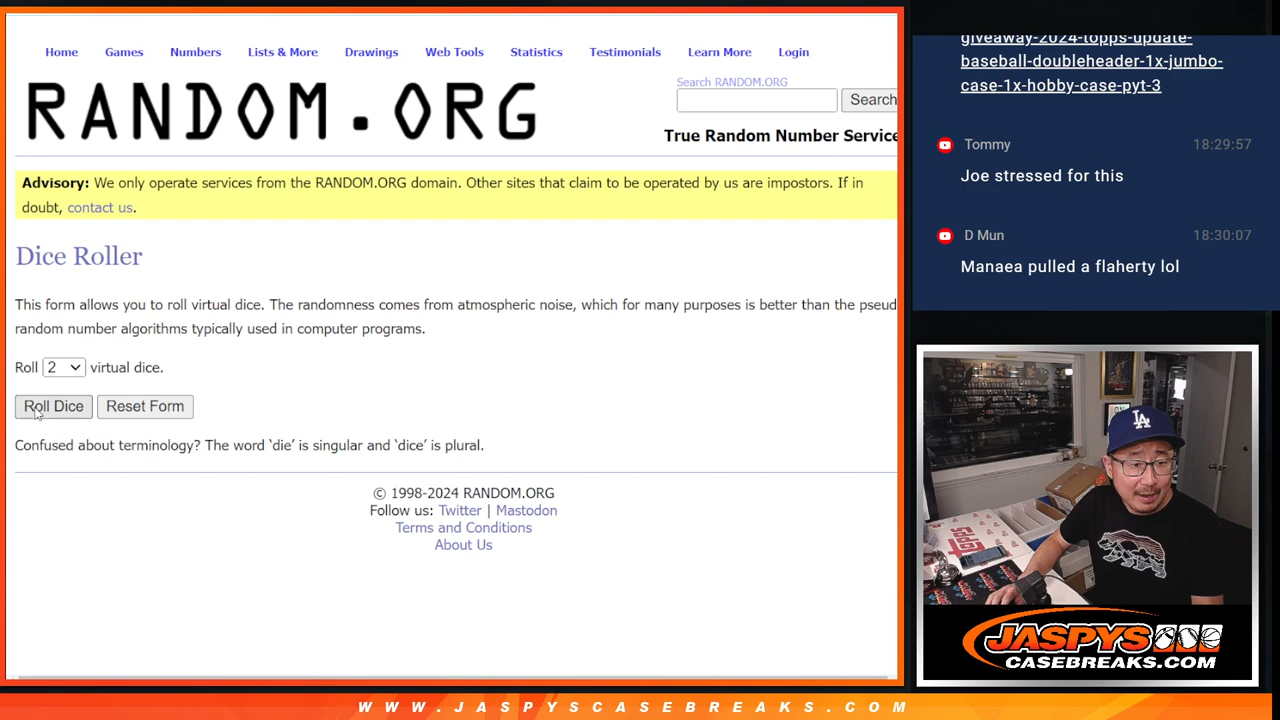 Home Games Numbers Lists & More Drawings Web Tools Statistics Testimonials Learn More Login
RANDOM.ORG
Search RANDOM.ORG
Search
True Random Number Service
Advisory: We only operate services from the RANDOM.ORG domain. Other sites that claim to be operated by us are impostors. If in
doubt, contact us.
Dice Roller
This form allows you to roll virtual dice. The randomness comes from atmospheric noise, which for many purposes is better than the pseud
random number algorithms typically used in computer programs.
Roll 2 virtual dice.
Roll Dice Reset Form
Confused about terminology? The word ‘die’ is singular and ‘dice’ is plural.
© 1998-2024 RANDOM.ORG
Follow us: Twitter | Mastodon
Terms and Conditions
About Us
giveaway-2024-topps-update-
baseball-doubleheader-1x-jumbo-
case-1x-hobby-case-pyt-3
Tommy 18:29:57
Joe stressed for this
D Mun 18:30:07
Manaea pulled a flaherty lol
LA
topps
JASPYS
CASEBREAKS.COM
WWW.JASPYSCASEBREAKS.COM